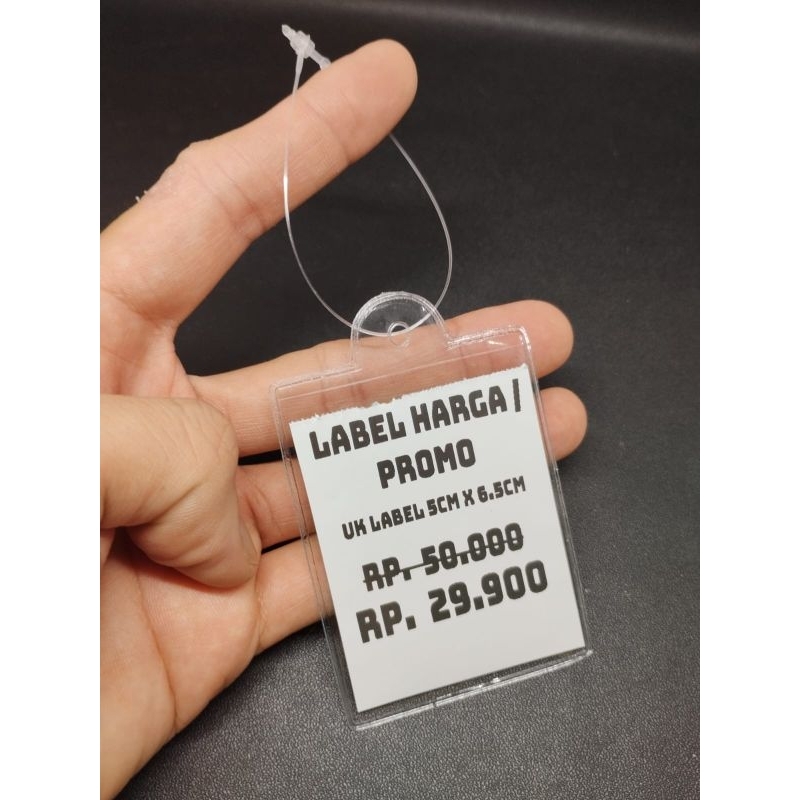 LABEL HARGA /
PROMO
UK LABEL 5CM X 6.5CM
RP. 50.000
RP. 29.900